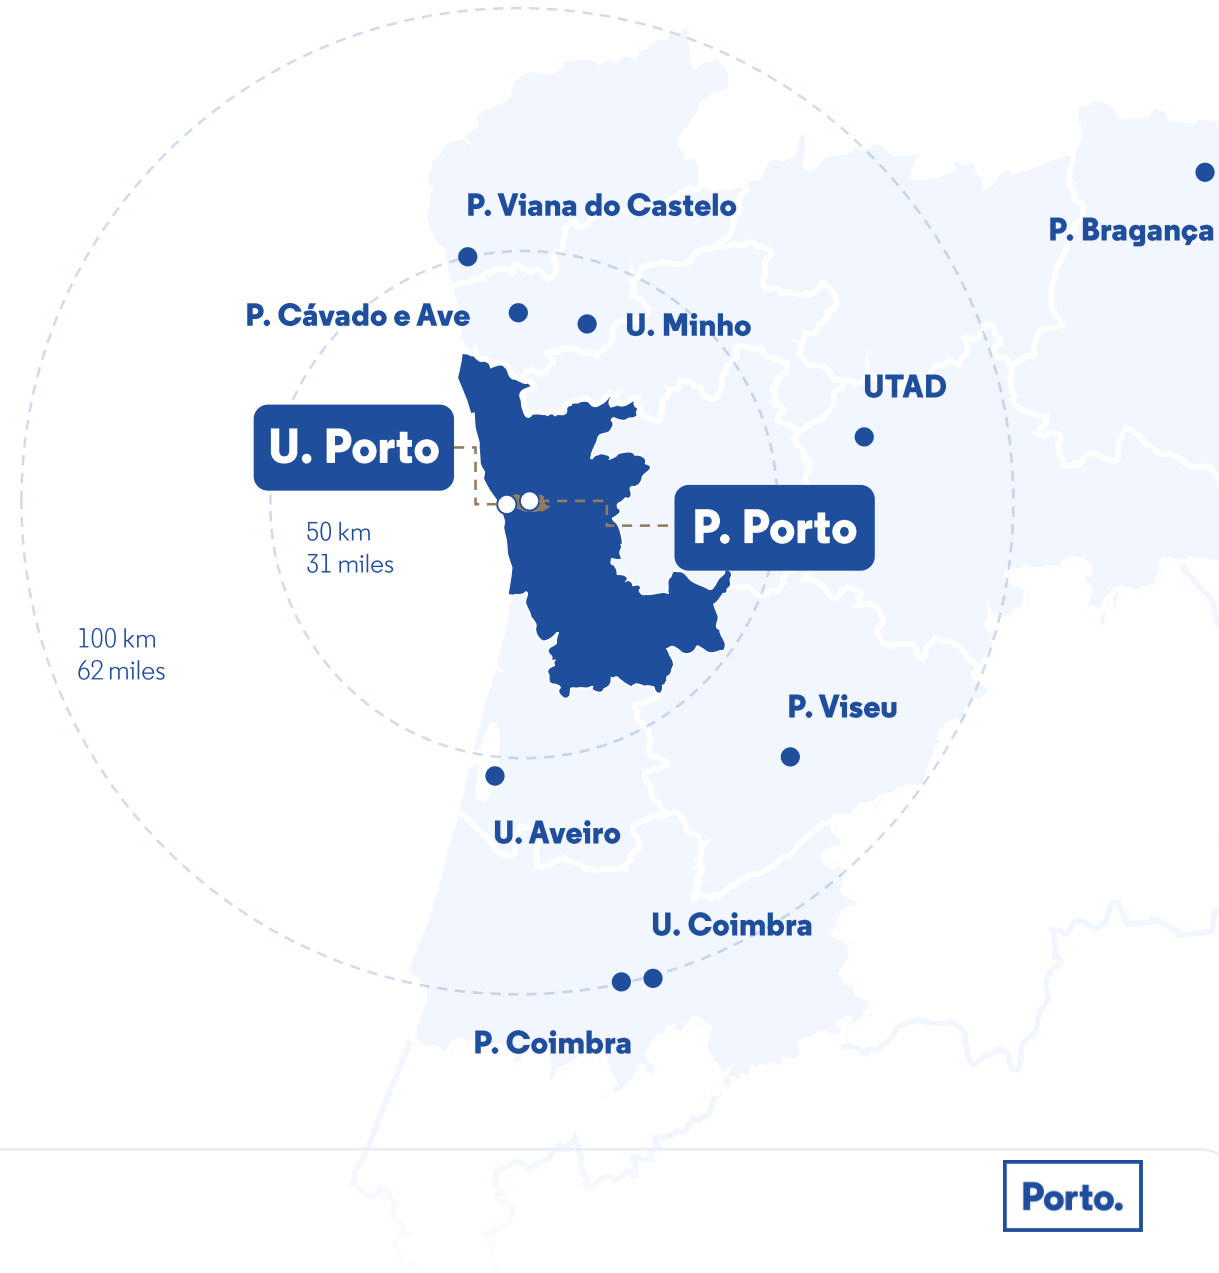 P. Viana do Castelo
P. Bragança
P. Cávado e Ave
U. Minho
UTAD
U. Porto
P. Porto
50 km
31 miles
100 km
62 miles
P. Viseu
U. Aveiro
U. Coimbra
P. Coimbra
Porto.